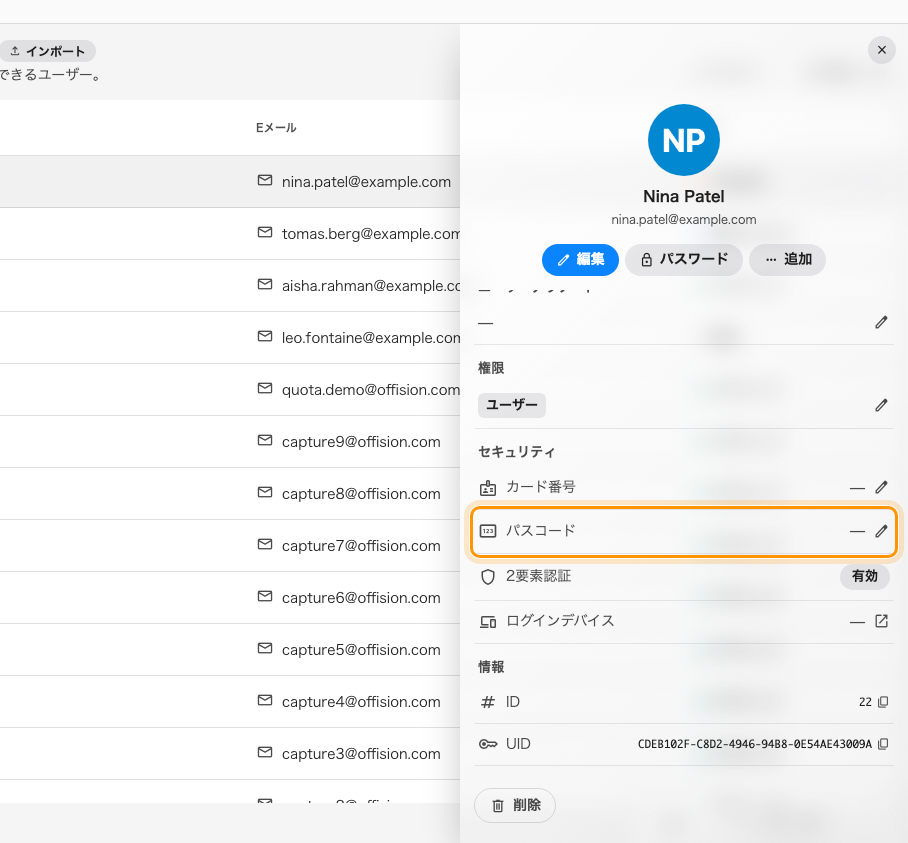 インポート
できるユーザー。
Eメール
nina.patel@example.com
tomas.berg@example.com
aisha.rahman@example.co
leo.fontaine@example.com
quota.demo@offision.com
capture9@offision.com
capture8@offision.com
capture7@offision.com
capture6@offision.com
capture5@offision.com
capture4@offision.com
capture3@offision.com
NP
Nina Patel
nina.patel@example.com
編集
パスワード
追加
—
権限
ユーザー
セキュリティ
カード番号 —
123 パスコード —
2要素認証 有効
ログインデバイス —
情報
ID 22
UID CDEB102F-C8D2-4946-94B8-0E54AE43009A
削除